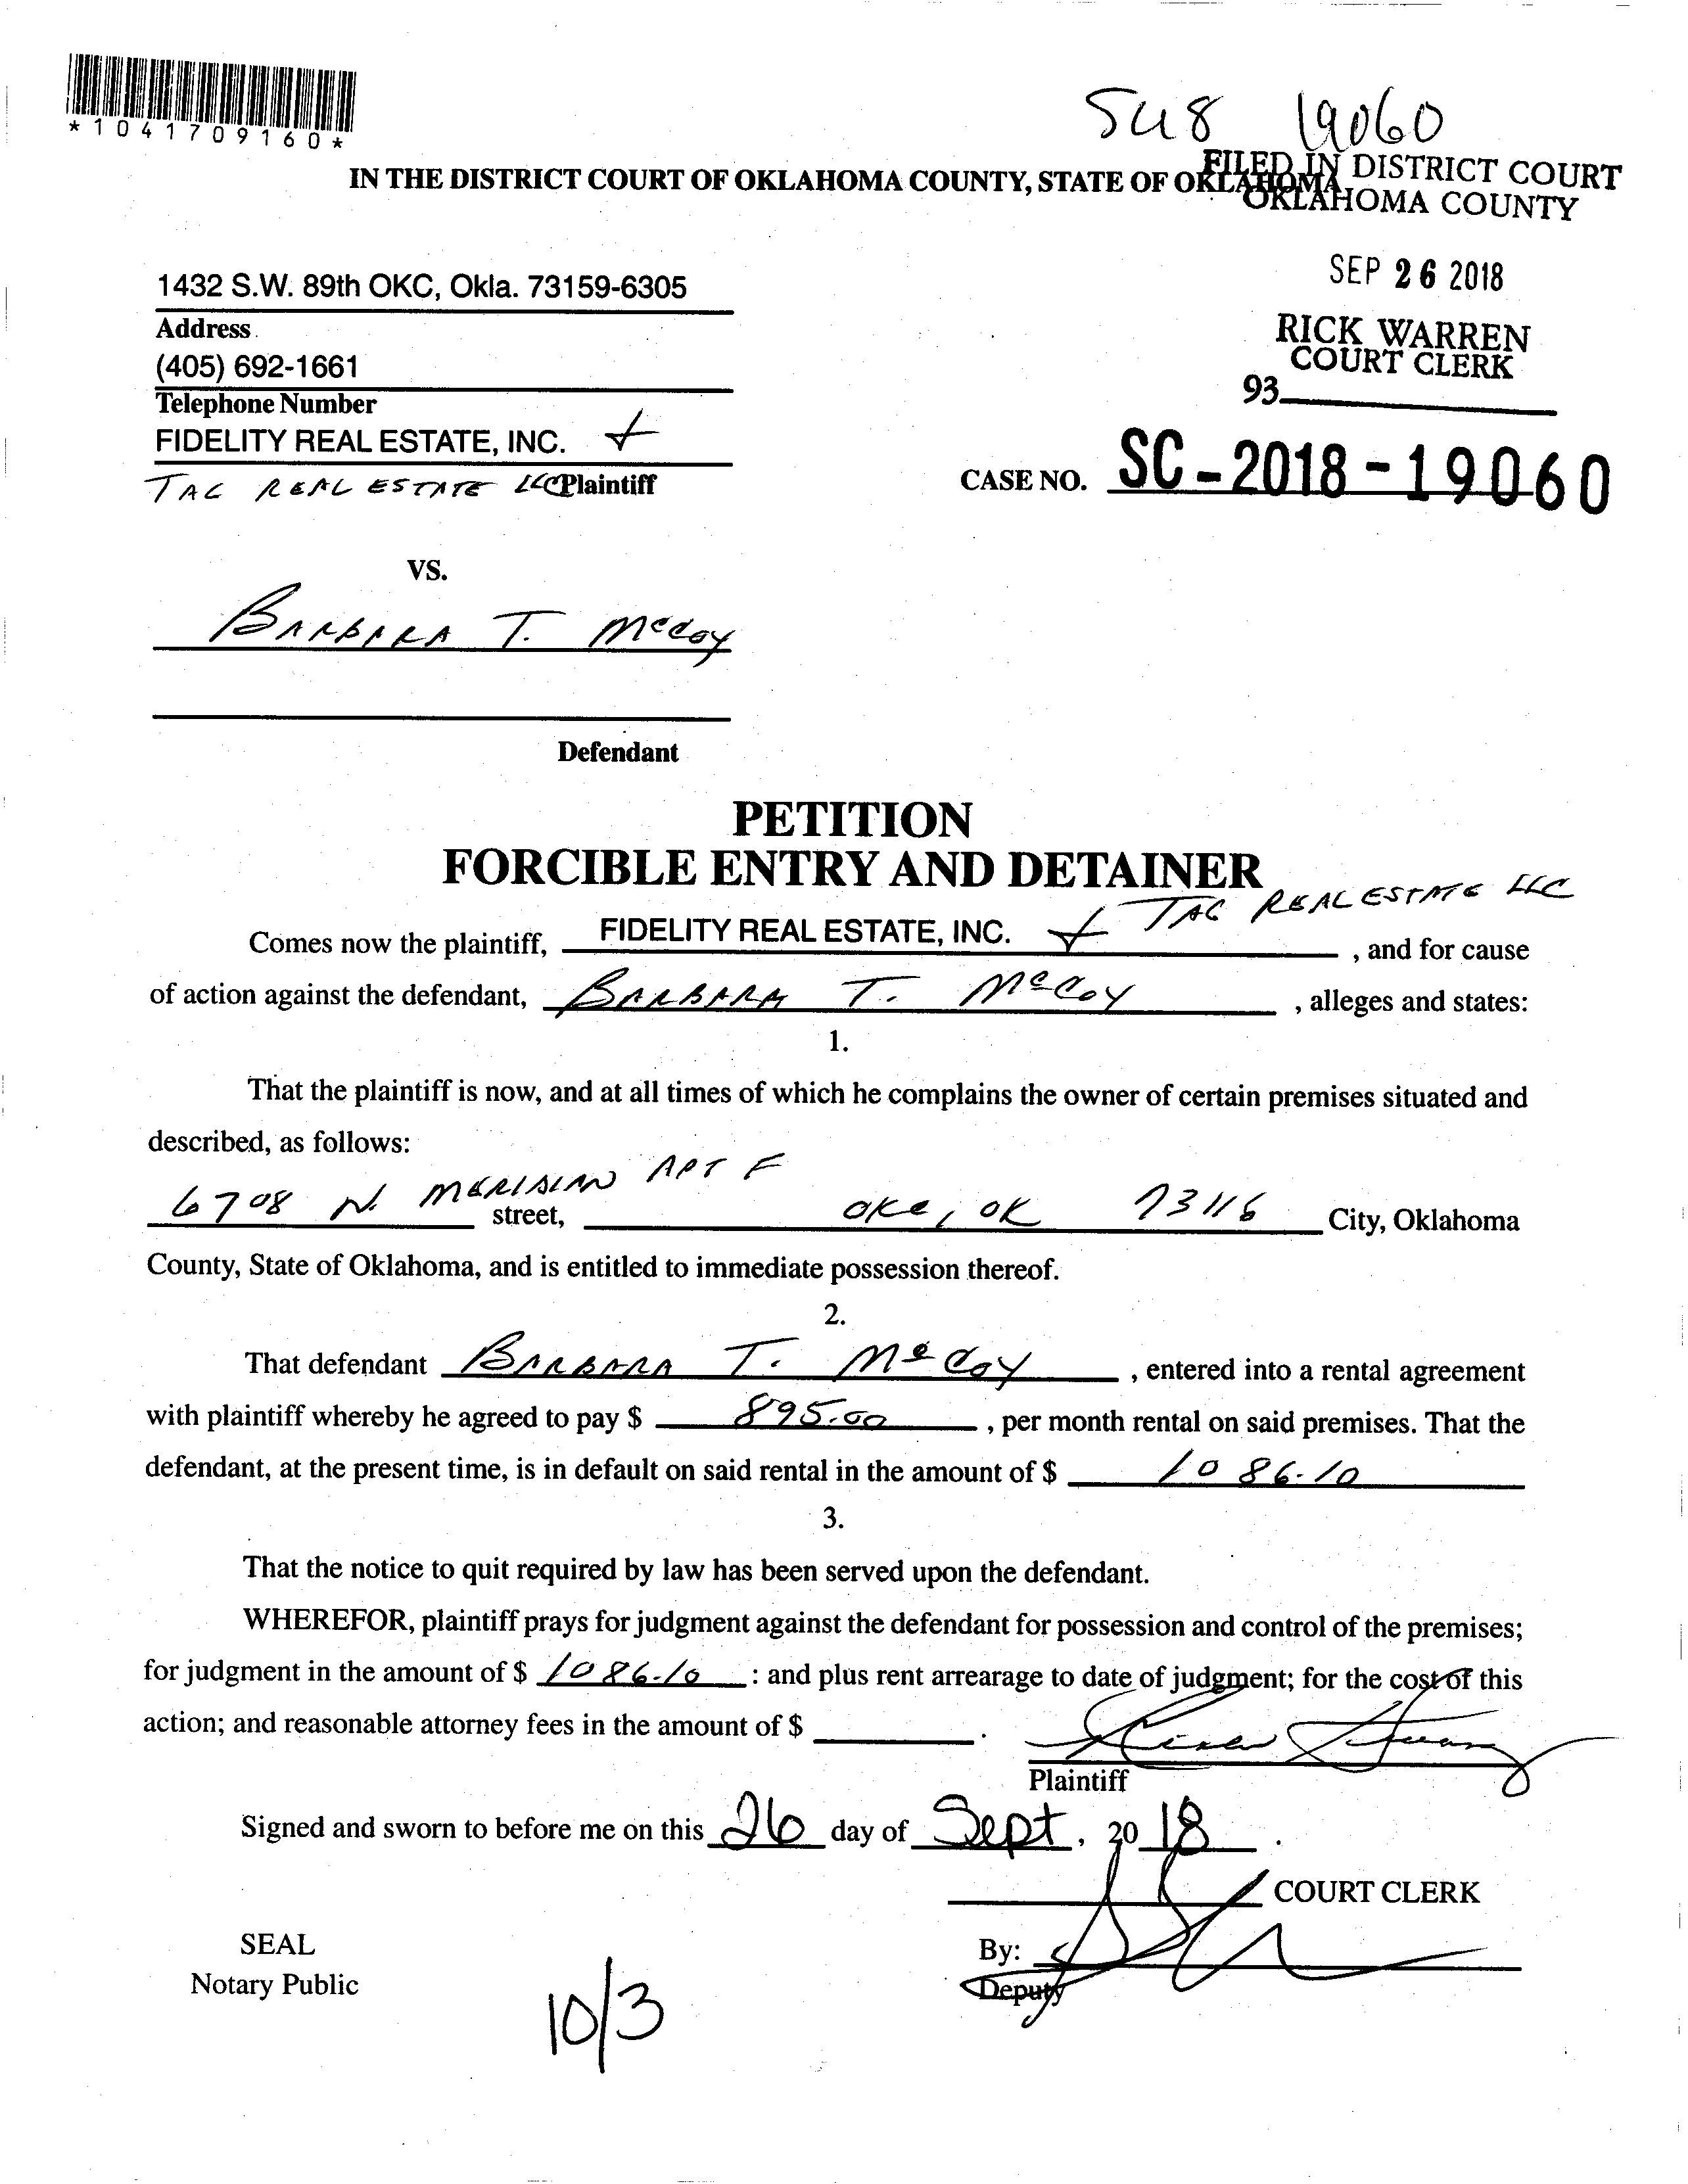 *1041709160*
19060
IN THE DISTRICT COURT OF OKLAHOMA COUNTY, STATE OF OKLAHOMA
FILED IN DISTRICT COURT
OKLAHOMA COUNTY
SEP 26 2018
RICK WARREN
COURT CLERK
93
1432 S.W. 89th OKC, Okla. 73159-6305
Address
(405) 692-1661
Telephone Number
FIDELITY REAL ESTATE, INC. +
TAC REAL ESTATE LLC Plaintiff
CASE NO. SC-2018-19060
VS.
BARBARA T. McCoy
Defendant
PETITION
FORCIBLE ENTRY AND DETAINER
Comes now the plaintiff, FIDELITY REAL ESTATE, INC. + TAC REAL ESTATE LLC, and for cause
of action against the defendant, BARBARA T. McCoy, alleges and states:
1.
That the plaintiff is now, and at all times of which he complains the owner of certain premises situated and
described, as follows:
6708 N. MERIDIAN APT F street, OKC, OK 73116 City, Oklahoma
County, State of Oklahoma, and is entitled to immediate possession thereof.
2.
That defendant BARBARA T. McCoy, entered into a rental agreement
with plaintiff whereby he agreed to pay $ 895.00, per month rental on said premises. That the
defendant, at the present time, is in default on said rental in the amount of $ 1086.10
3.
That the notice to quit required by law has been served upon the defendant.
WHEREFOR, plaintiff prays for judgment against the defendant for possession and control of the premises;
for judgment in the amount of $ 1086.10 : and plus rent arrearage to date of judgment; for the cost of this
action; and reasonable attorney fees in the amount of $ .
Plaintiff
Signed and sworn to before me on this 26 day of Sept, 2018.
COURT CLERK
SEAL
By:
Notary Public
Deputy
10/3